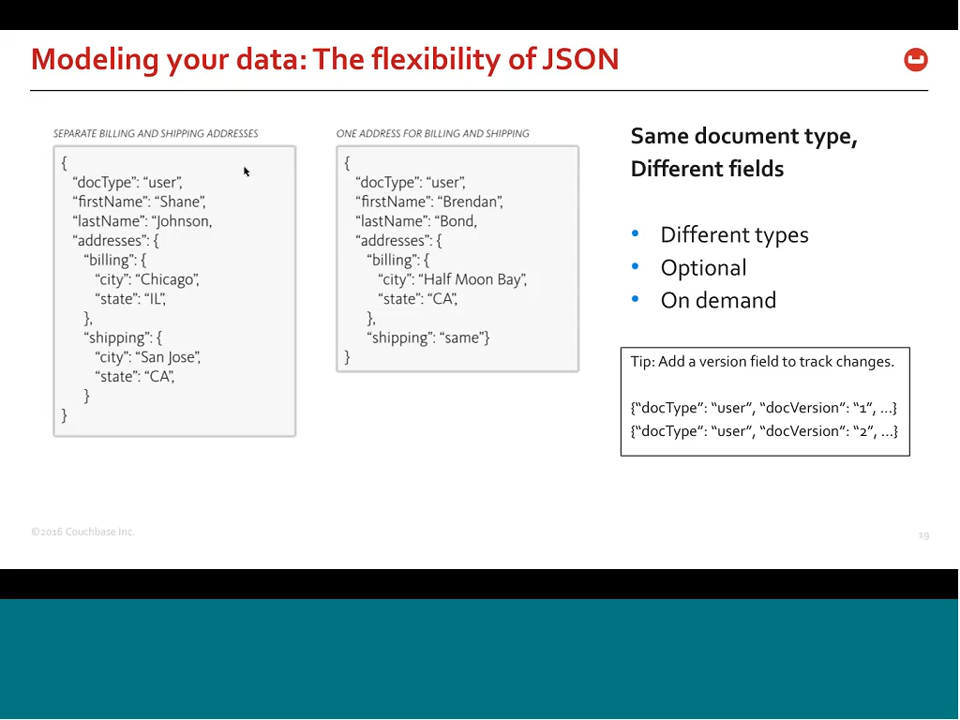 Modeling your data: The flexibility of JSON
SEPARATE BILLING AND SHIPPING ADDRESSES
{
“docType”: “user”,
“firstName”: “Shane”,
“lastName”: “Johnson,
“addresses”: {
“billing”: {
“city”: “Chicago”,
“state”: “IL”,
},
“shipping”: {
“city”: “San Jose”,
“state”: “CA”,
}
}
ONE ADDRESS FOR BILLING AND SHIPPING
{
“docType”: “user”,
“firstName”: “Brendan”,
“lastName”: “Bond,
“addresses”: {
“billing”: {
“city”: “Half Moon Bay”,
“state”: “CA”,
},
“shipping”: “same”}
}
Same document type,
Different fields
• Different types
• Optional
• On demand
Tip: Add a version field to track changes.
{“docType”: “user”, “docVersion”: “1”, …}
{“docType”: “user”, “docVersion”: “2”, …}
©2016 Couchbase Inc.
19